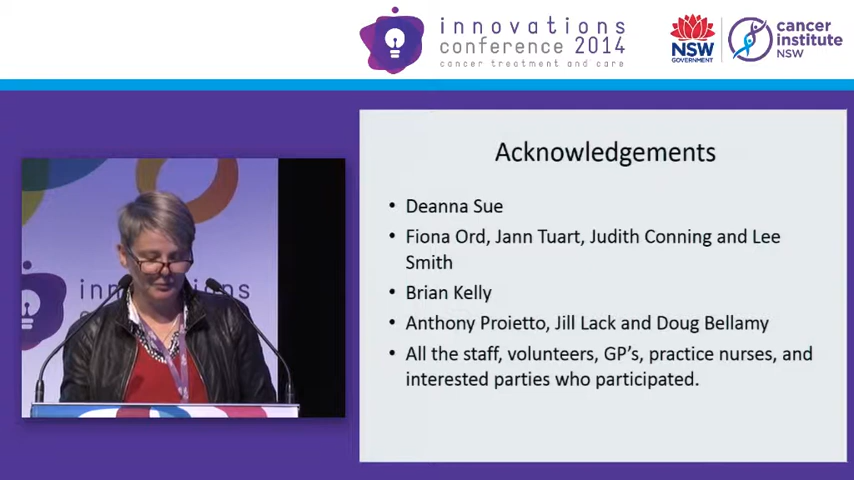 innovations
conference 2014
cancer treatment and care
NSW
GOVERNMENT
cancer
institute
NSW
Acknowledgements
• Deanna Sue
• Fiona Ord, Jann Tuart, Judith Conning and Lee
Smith
• Brian Kelly
• Anthony Proietto, Jill Lack and Doug Bellamy
• All the staff, volunteers, GP's, practice nurses, and
interested parties who participated.